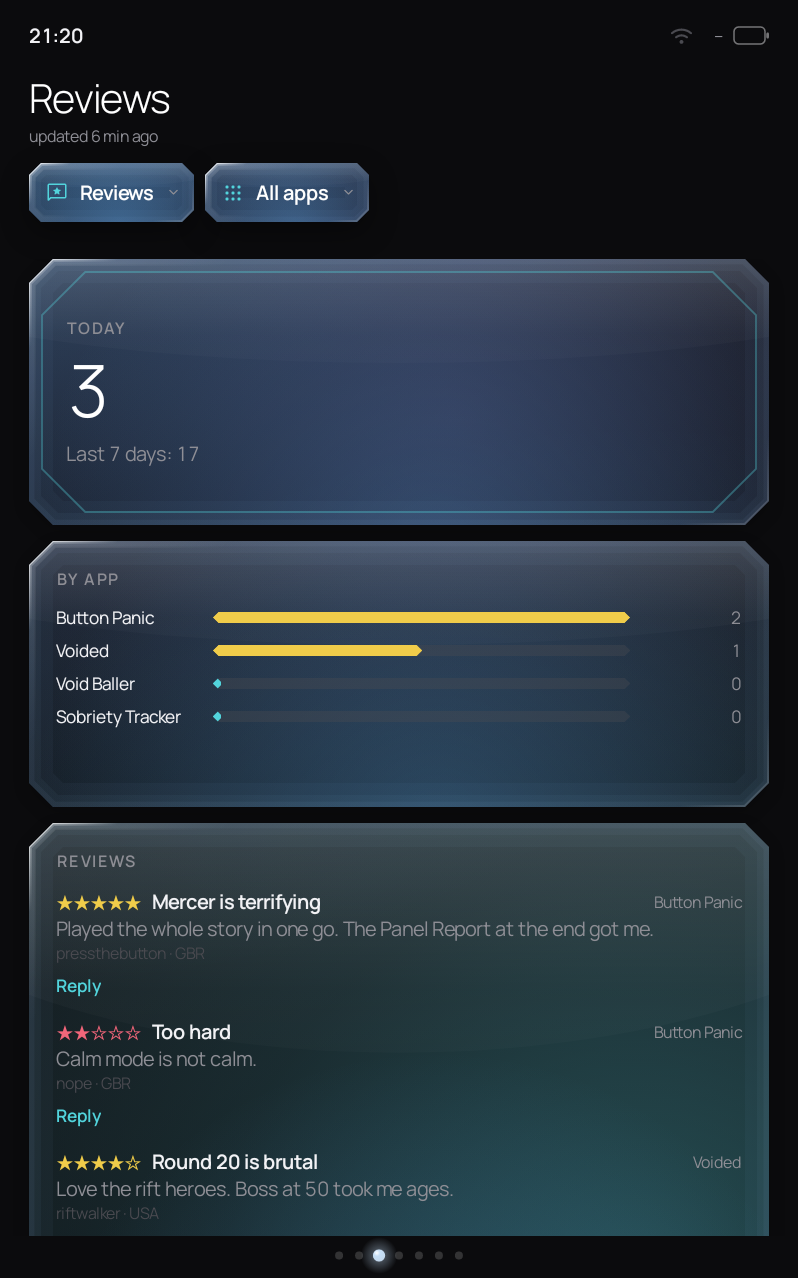 21:20
Reviews
updated 6 min ago
Reviews
All apps
TODAY
3
Last 7 days: 17
BY APP
Button Panic 2
Voided 1
Void Baller 0
Sobriety Tracker 0
REVIEWS
★★★★★ Mercer is terrifying Button Panic
Played the whole story in one go. The Panel Report at the end got me.
pressthebutton · GBR
Reply
★★☆☆☆ Too hard Button Panic
Calm mode is not calm.
nope · GBR
Reply
★★★★☆ Round 20 is brutal Voided
Love the rift heroes. Boss at 50 took me ages.
riftwalker · USA